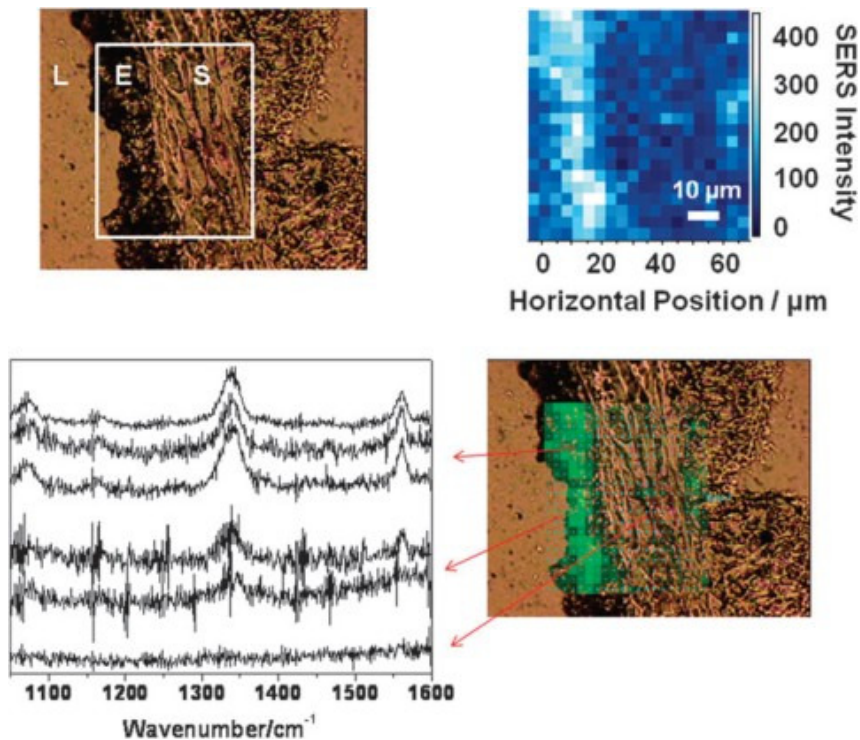 L E S
400
300
200
100
0
SERS Intensity
10 μm
0 20 40 60
Horizontal Position / μm
1100 1200 1300 1400 1500 1600
Wavenumber/cm⁻¹